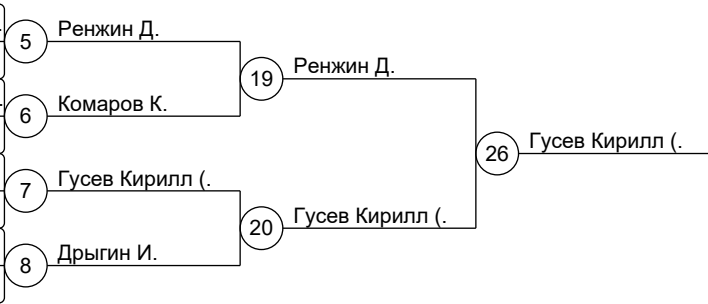 5
Ренжин Д.
19
Ренжин Д.
6
Комаров К.
26
Гусев Кирилл (.
7
Гусев Кирилл (.
20
Гусев Кирилл (.
8
Дрыгин И.